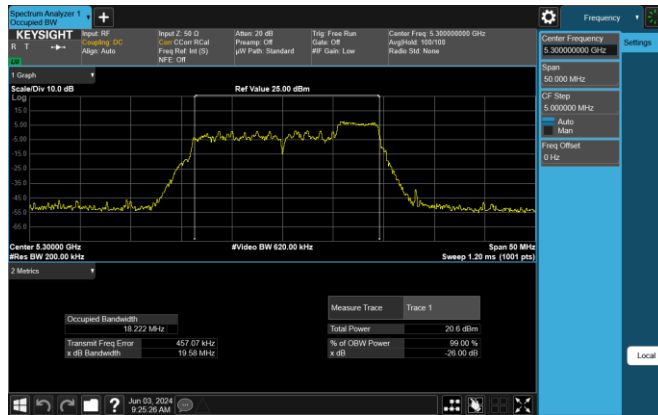 Spectrum Analyzer 1
Occupied BW
+
Frequency
KEYSIGHT
R T
Input: RF
Coupling: DC
Align: Auto
Input Z: 50 Ω
Corr CCorr RCal
Freq Ref: Int (S)
NFE: Off
Atten: 20 dB
Preamp: Off
µW Path: Standard
Trig: Free Run
Gate: Off
#IF Gain: Low
Center Freq: 5.300000000 GHz
Avg|Hold: 100/100
Radio Std: None
Center Frequency
5.300000000 GHz
Settings
Span
50.000 MHz
CF Step
5.000000 MHz
Auto
Man
Freq Offset
0 Hz
Local
1 Graph
Scale/Div 10.0 dB
Ref Value 25.00 dBm
Log
15.0
5.00
-5.00
-15.0
-25.0
-35.0
-45.0
-55.0
-65.0
Center 5.30000 GHz
#Video BW 620.00 kHz
Span 50 MHz
#Res BW 200.00 kHz
Sweep 1.20 ms (1001 pts)
2 Metrics
Occupied Bandwidth
18.222 MHz
Transmit Freq Error 457.07 kHz
x dB Bandwidth 19.58 MHz
Measure Trace Trace 1
Total Power 20.6 dBm
% of OBW Power 99.00 %
x dB -26.00 dB
?
Jun 03, 2024
9:25:26 AM